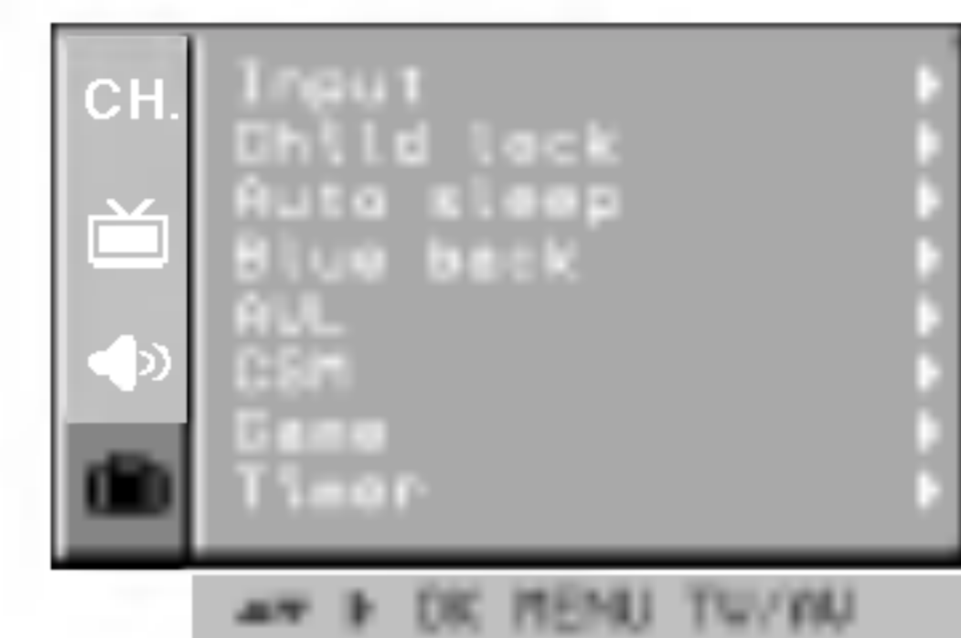 CH.
Input
Child lock
Auto sleep
Blue back
AVL
CSM
Game
Timer
OK MENU TV/AV